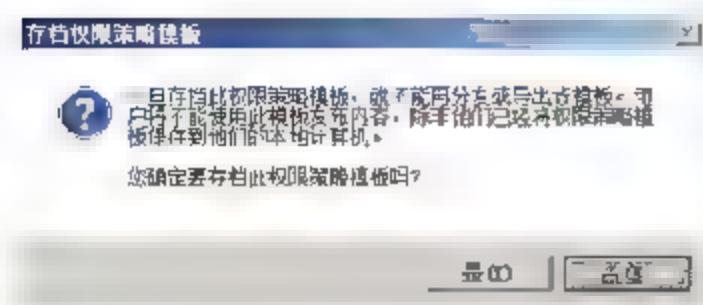 存档权限策略模板
一旦存档此权限策略模板，就不能再分发或导出该模板。用
户将不能使用此模板发布内容，除非他们已经将权限策略模
板保存到他们的本地计算机。
您确定要存档此权限策略模板吗?
是(Y)